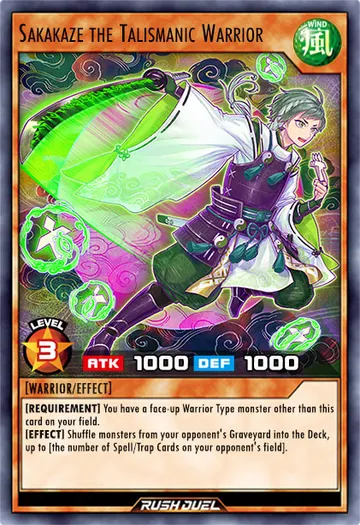 Sakakaze the Talismanic Warrior
WIND
風
LEVEL
3
ATK 1000 DEF 1000
[WARRIOR/EFFECT]
[REQUIREMENT] You have a face-up Warrior Type monster other than this
card on your field.
[EFFECT] Shuffle monsters from your opponent's Graveyard into the Deck,
up to [the number of Spell/Trap Cards on your opponent's field].
RUSH DUEL